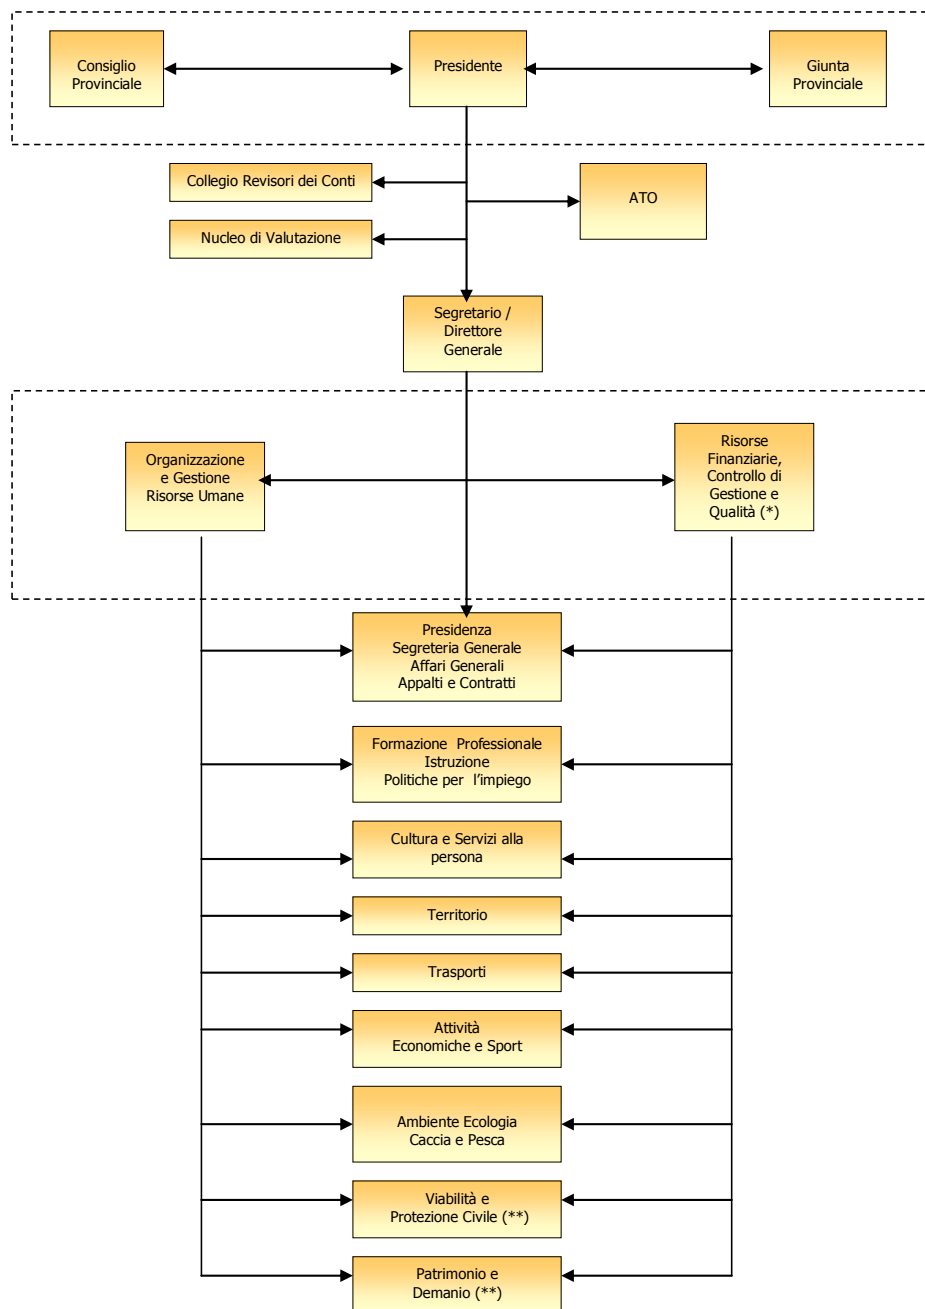 Consiglio
Provinciale
Presidente
Giunta
Provinciale
Collegio Revisori dei Conti
ATO
Nucleo di Valutazione
Segretario /
Direttore
Generale
Organizzazione
e Gestione
Risorse Umane
Risorse
Finanziarie,
Controllo di
Gestione e
Qualità (*)
Presidenza
Segreteria Generale
Affari Generali
Appalti e Contratti
Formazione  Professionale
Istruzione
Politiche per  l’impiego
Cultura e Servizi alla
persona
Territorio
Trasporti
Attività
Economiche e Sport
Ambiente Ecologia
Caccia e Pesca
Viabilità e
Protezione Civile (**)
Patrimonio e
Demanio (**)